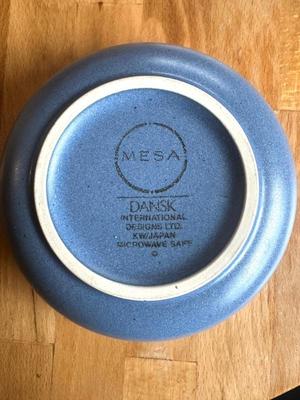 MESA
DANSK
INTERNATIONAL
DESIGNS LTD.
KW/JAPAN
MICROWAVE SAFE